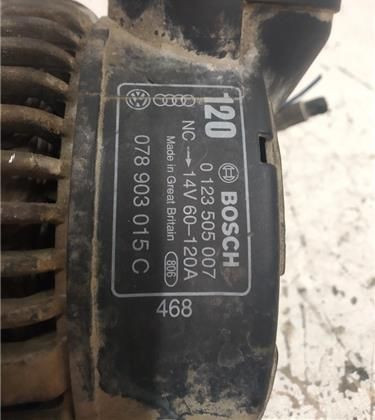 120
BOSCH
0 123 505 007
NC → 14V 60-120A
Made in Great Britain 806
078 903 015 C
468